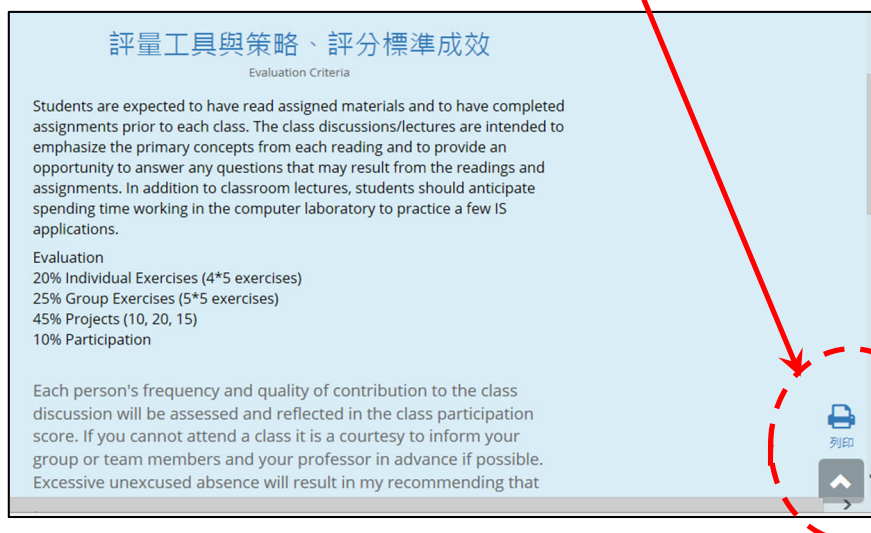 評量工具與策略、評分標準成效
Evaluation Criteria
Students are expected to have read assigned materials and to have completed
assignments prior to each class. The class discussions/lectures are intended to
emphasize the primary concepts from each reading and to provide an
opportunity to answer any questions that may result from the readings and
assignments. In addition to classroom lectures, students should anticipate
spending time working in the computer laboratory to practice a few IS
applications.
Evaluation
20% Individual Exercises (4*5 exercises)
25% Group Exercises (5*5 exercises)
45% Projects (10, 20, 15)
10% Participation
Each person's frequency and quality of contribution to the class
discussion will be assessed and reflected in the class participation
score. If you cannot attend a class it is a courtesy to inform your
group or team members and your professor in advance if possible.
Excessive unexcused absence will result in my recommending that
列印